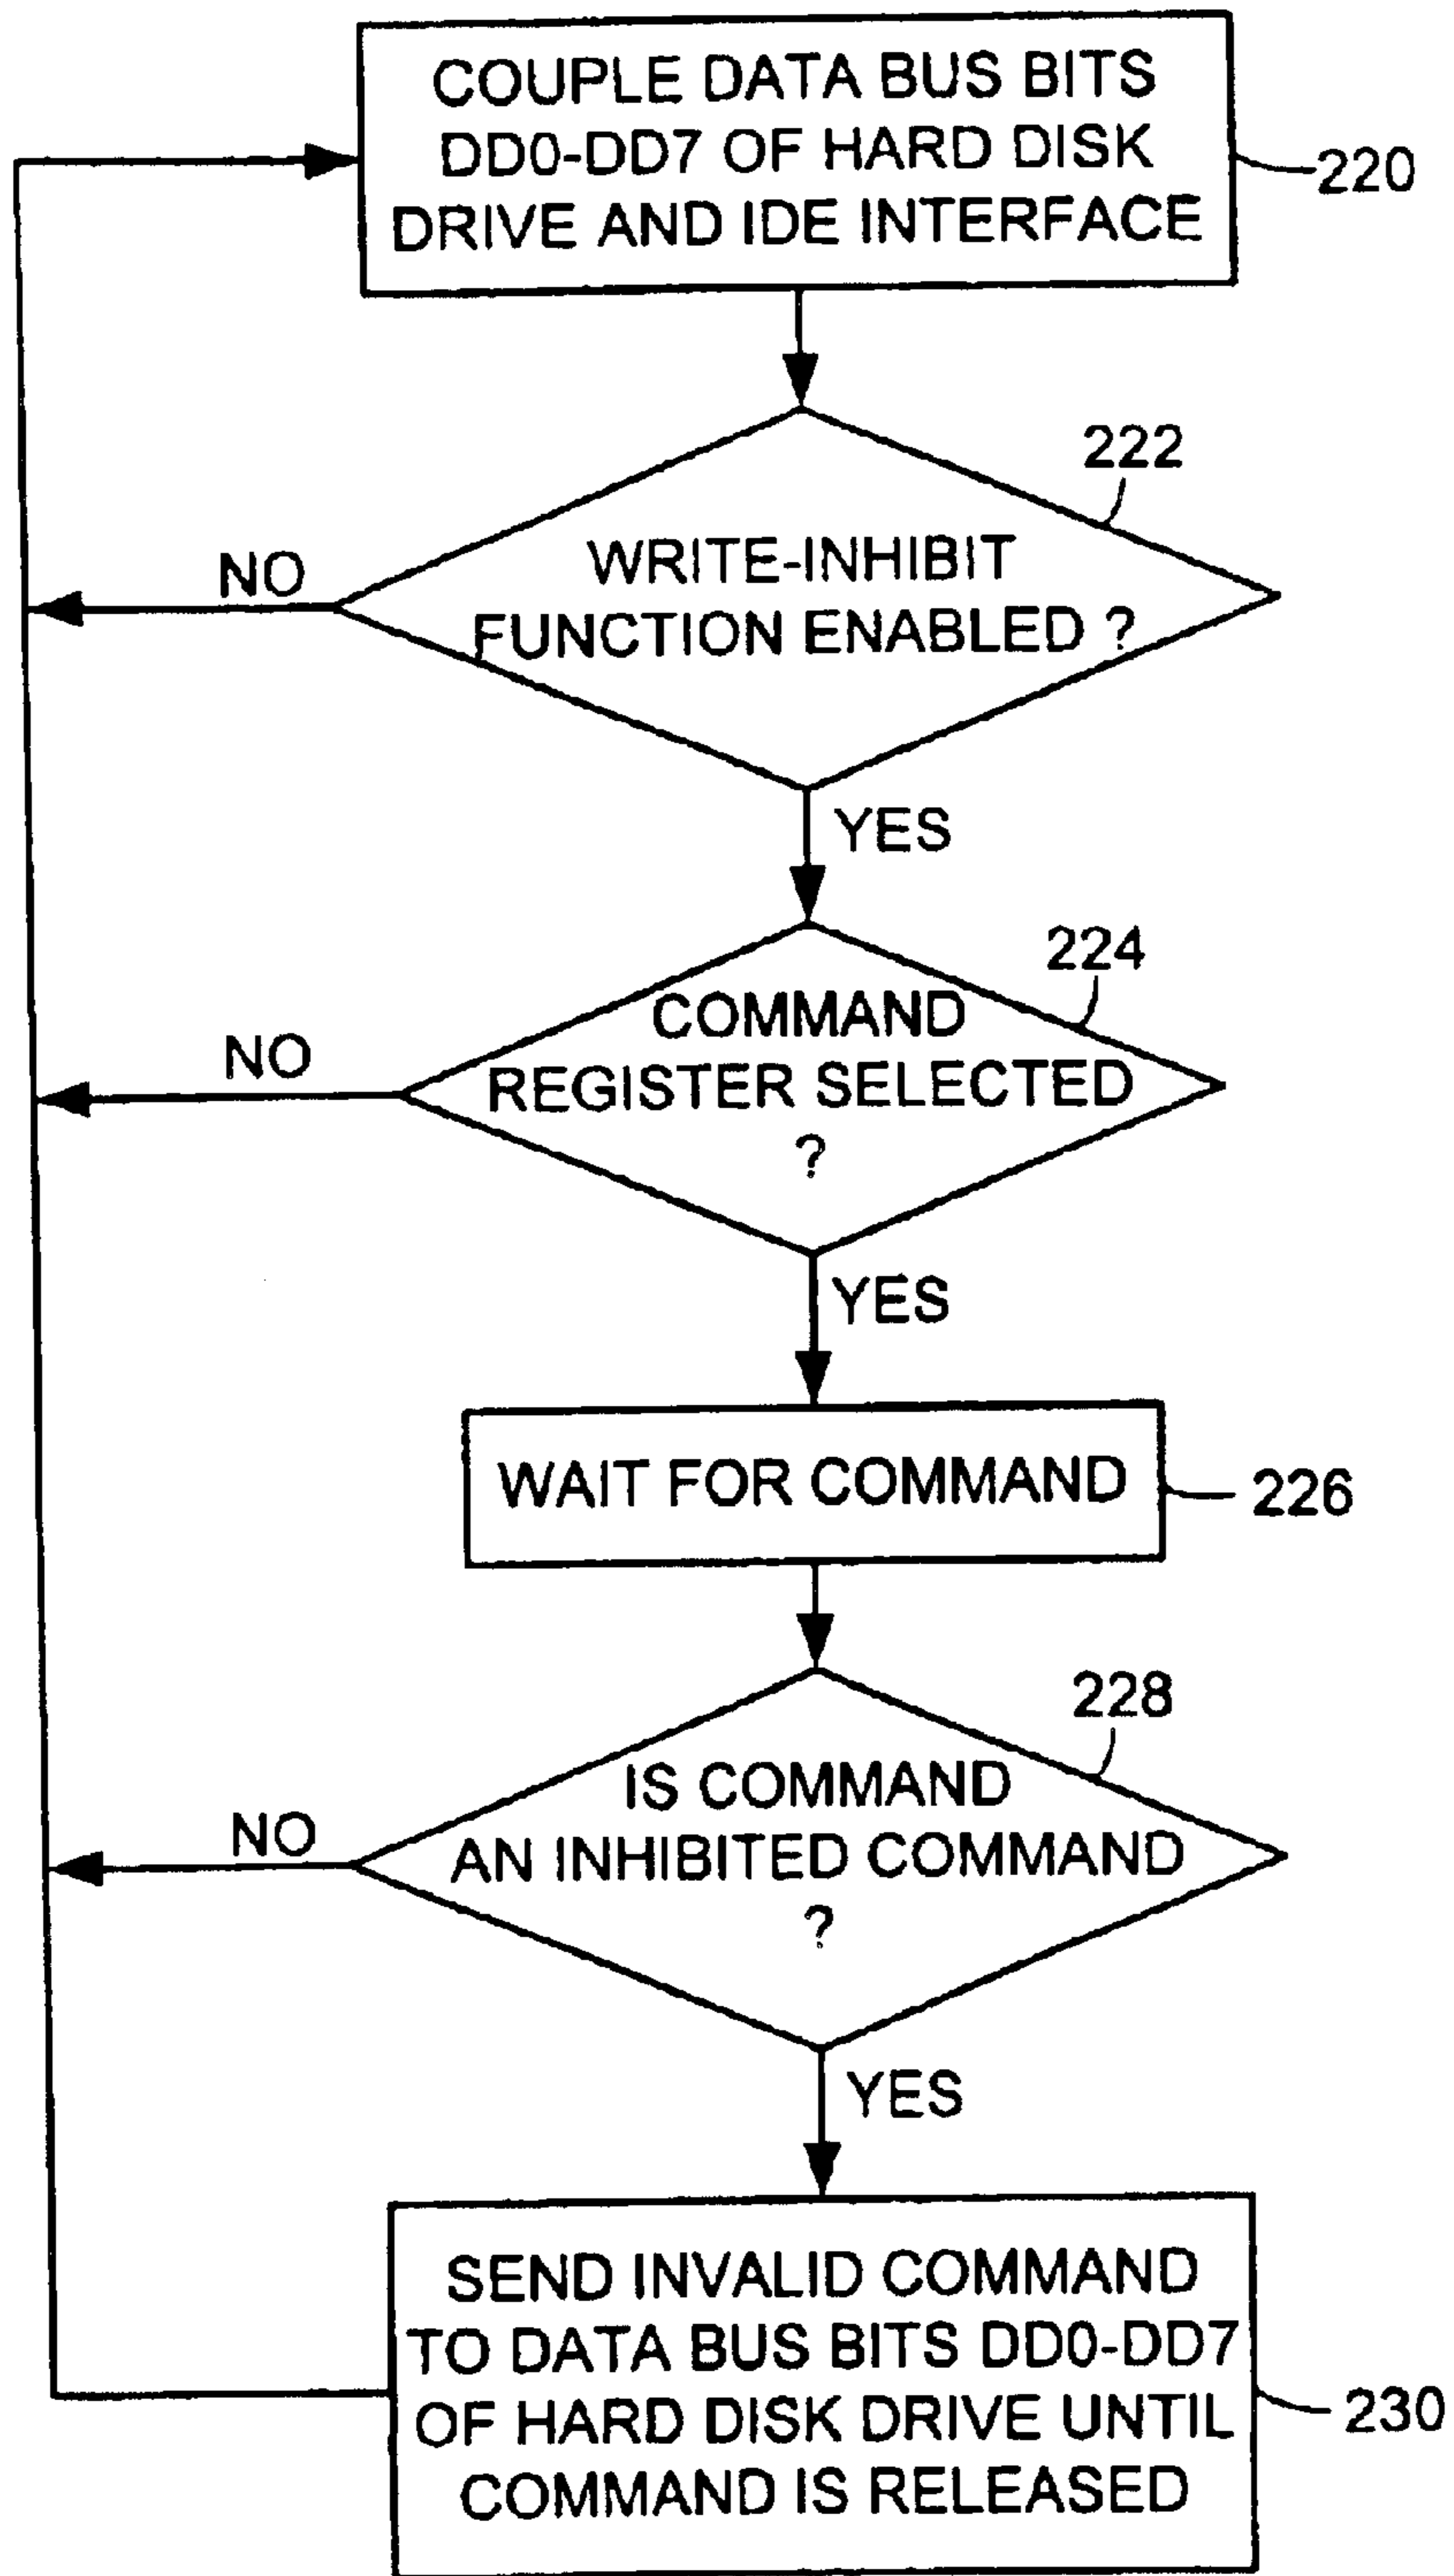 COUPLE DATA BUS BITS
DD0-DD7 OF HARD DISK
DRIVE AND IDE INTERFACE
220
222
WRITE-INHIBIT
FUNCTION ENABLED ?
NO
YES
224
COMMAND
REGISTER SELECTED
?
NO
YES
WAIT FOR COMMAND
226
228
IS COMMAND
AN INHIBITED COMMAND
?
NO
YES
SEND INVALID COMMAND
TO DATA BUS BITS DD0-DD7
OF HARD DISK DRIVE UNTIL
COMMAND IS RELEASED
230